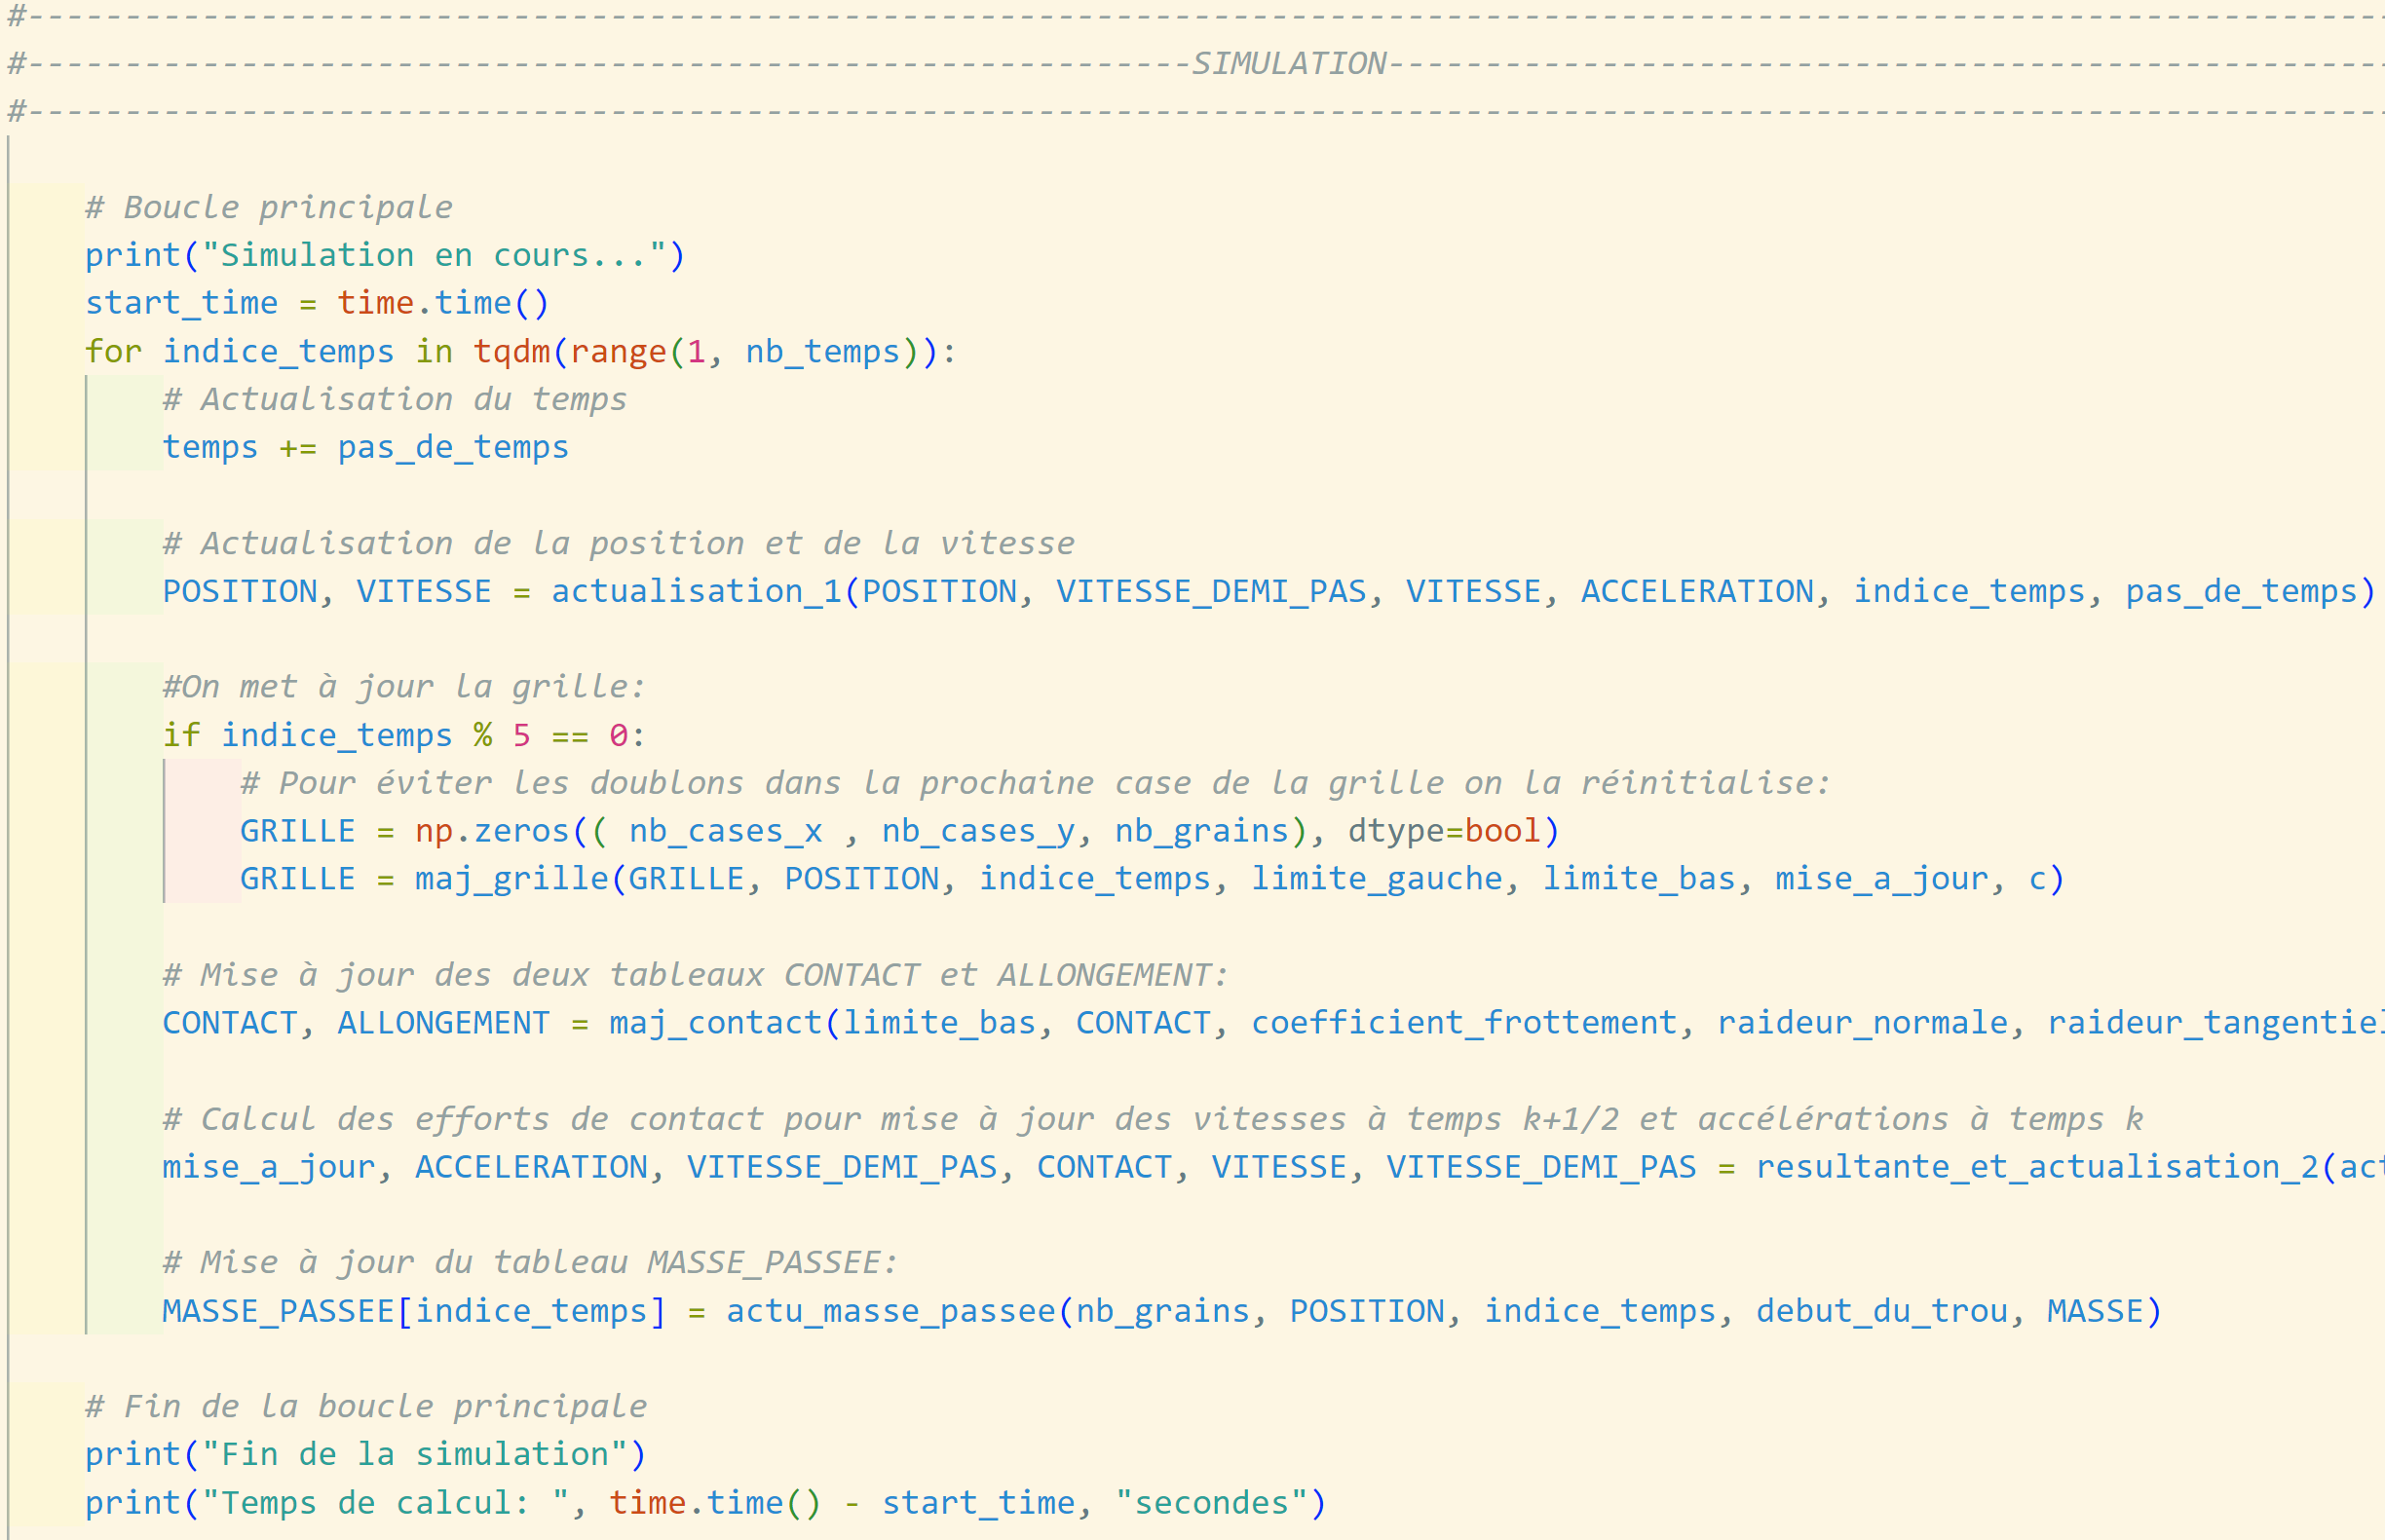 #--------------------------------------------------------------------------------------------------------------------------
#------------------------------------------------------------SIMULATION----------------------------------------------------
#--------------------------------------------------------------------------------------------------------------------------
# Boucle principale
print("Simulation en cours...")
start_time = time.time()
for indice_temps in tqdm(range(1, nb_temps)):
# Actualisation du temps
temps += pas_de_temps
# Actualisation de la position et de la vitesse
POSITION, VITESSE = actualisation_1(POSITION, VITESSE_DEMI_PAS, VITESSE, ACCELERATION, indice_temps, pas_de_temps)
#On met à jour la grille:
if indice_temps % 5 == 0:
# Pour éviter les doublons dans la prochaine case de la grille on la réinitialise:
GRILLE = np.zeros(( nb_cases_x , nb_cases_y, nb_grains), dtype=bool)
GRILLE = maj_grille(GRILLE, POSITION, indice_temps, limite_gauche, limite_bas, mise_a_jour, c)
# Mise à jour des deux tableaux CONTACT et ALLONGEMENT:
CONTACT, ALLONGEMENT = maj_contact(limite_bas, CONTACT, coefficient_frottement, raideur_normale, raideur_tangentiel
# Calcul des efforts de contact pour mise à jour des vitesses à temps k+1/2 et accélérations à temps k
mise_a_jour, ACCELERATION, VITESSE_DEMI_PAS, CONTACT, VITESSE, VITESSE_DEMI_PAS = resultante_et_actualisation_2(act
# Mise à jour du tableau MASSE_PASSEE:
MASSE_PASSEE[indice_temps] = actu_masse_passee(nb_grains, POSITION, indice_temps, debut_du_trou, MASSE)
# Fin de la boucle principale
print("Fin de la simulation")
print("Temps de calcul: ", time.time() - start_time, "secondes")